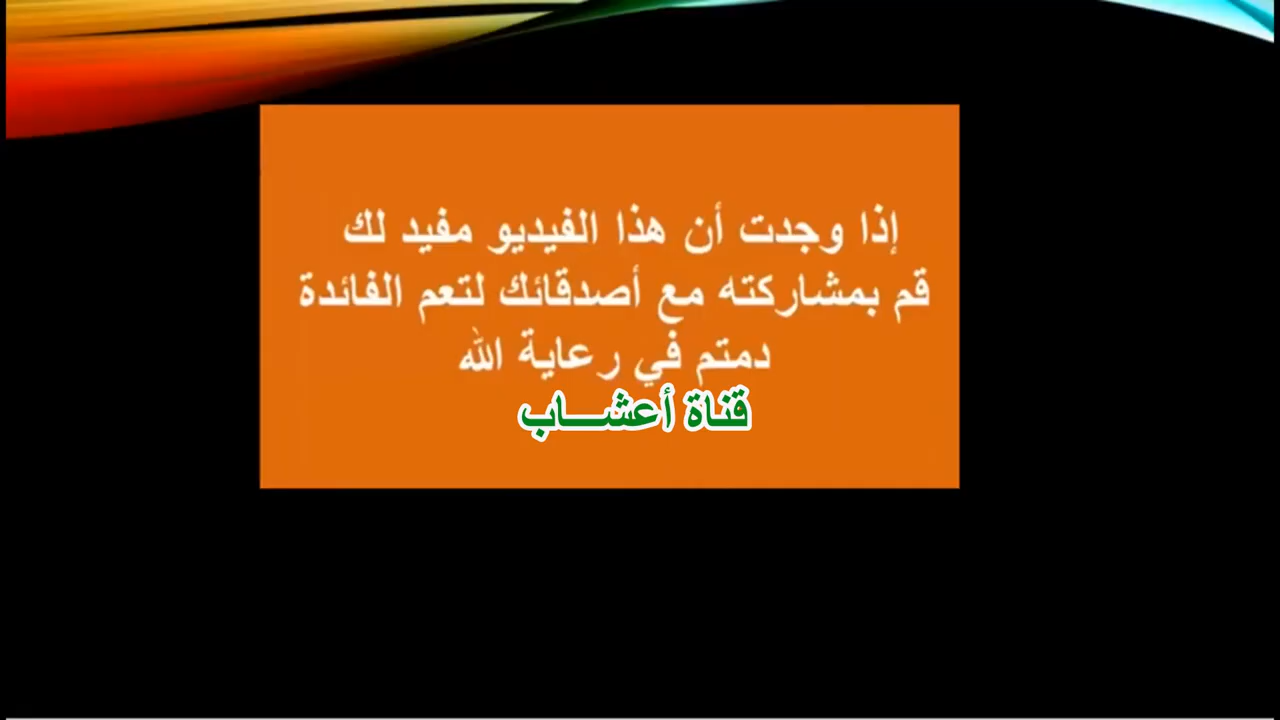 إذا وجدت أن هذا الفيديو مفيد لك
قم بمشاركته مع أصدقائك لتعم الفائدة
دمتم في رعاية الله
قناة أعشـــاب